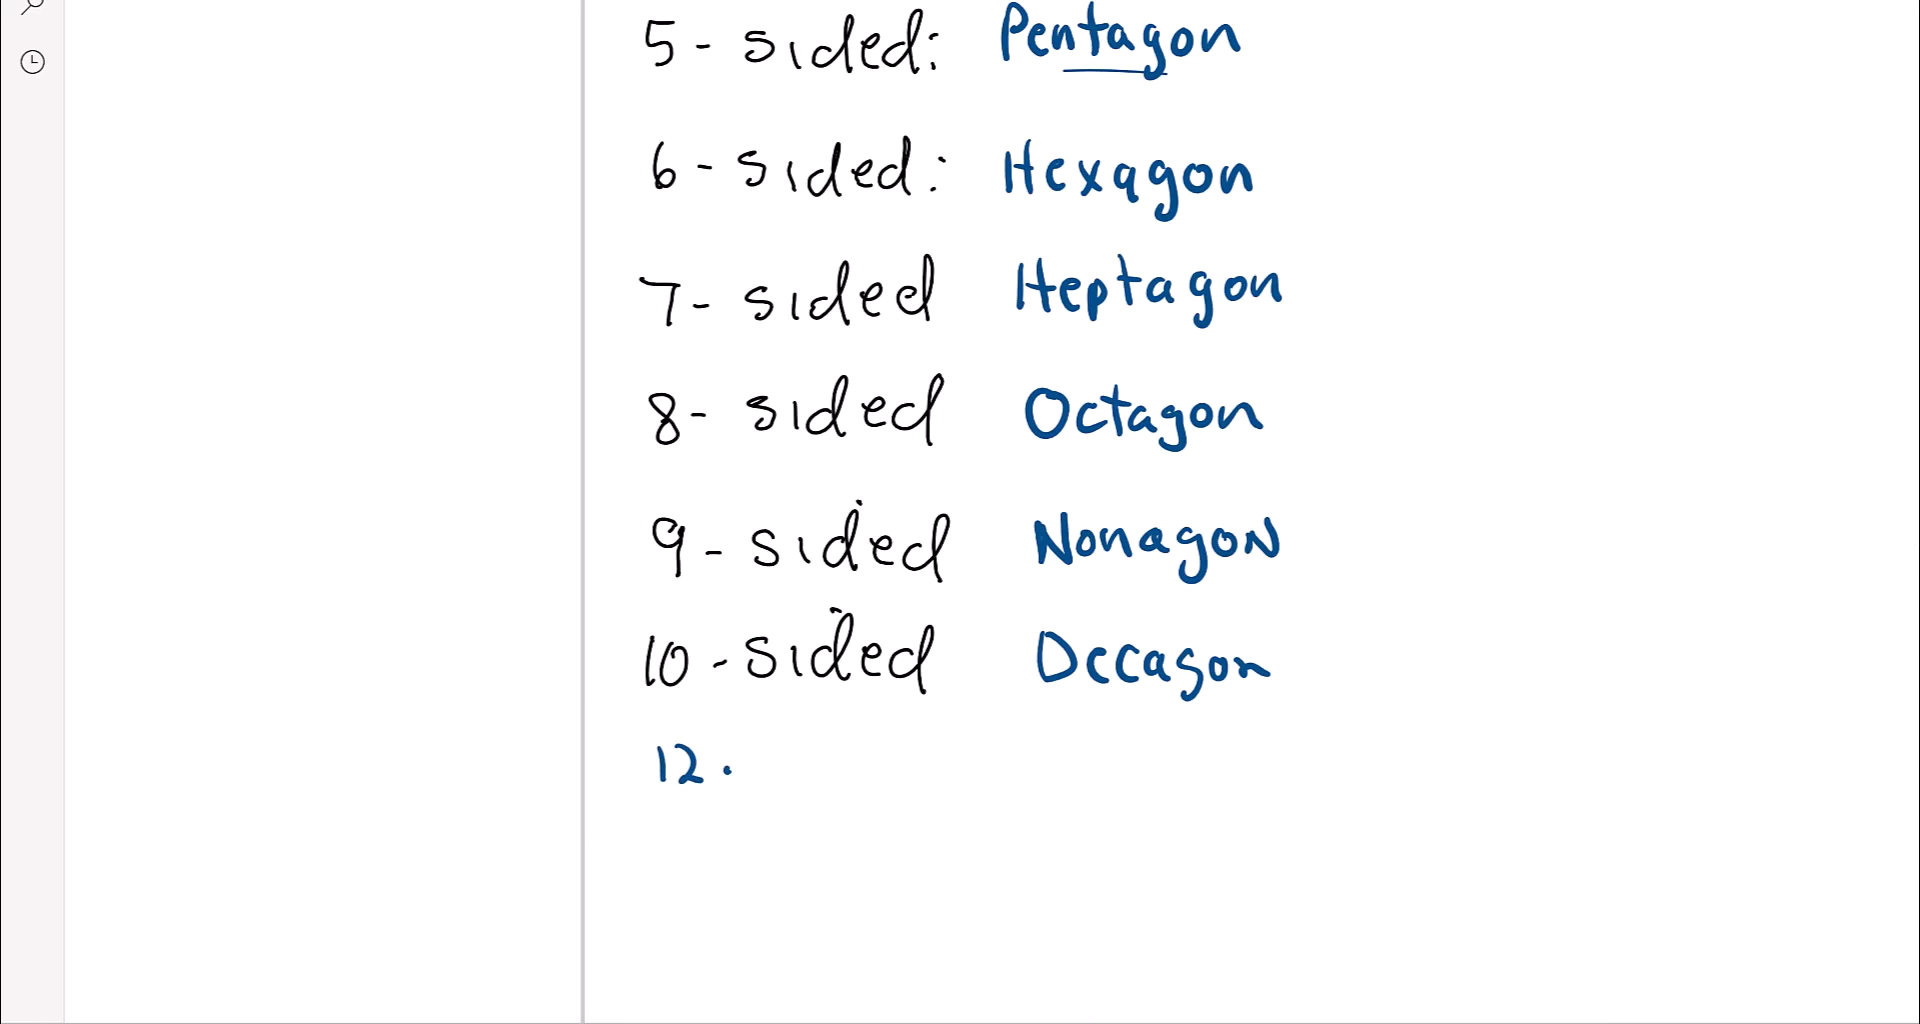 5- sided: Pentagon
6- sided: Hexagon
7- sided Heptagon
8- sided Octagon
9- sided Nonagon
10-sided Decagon
12.